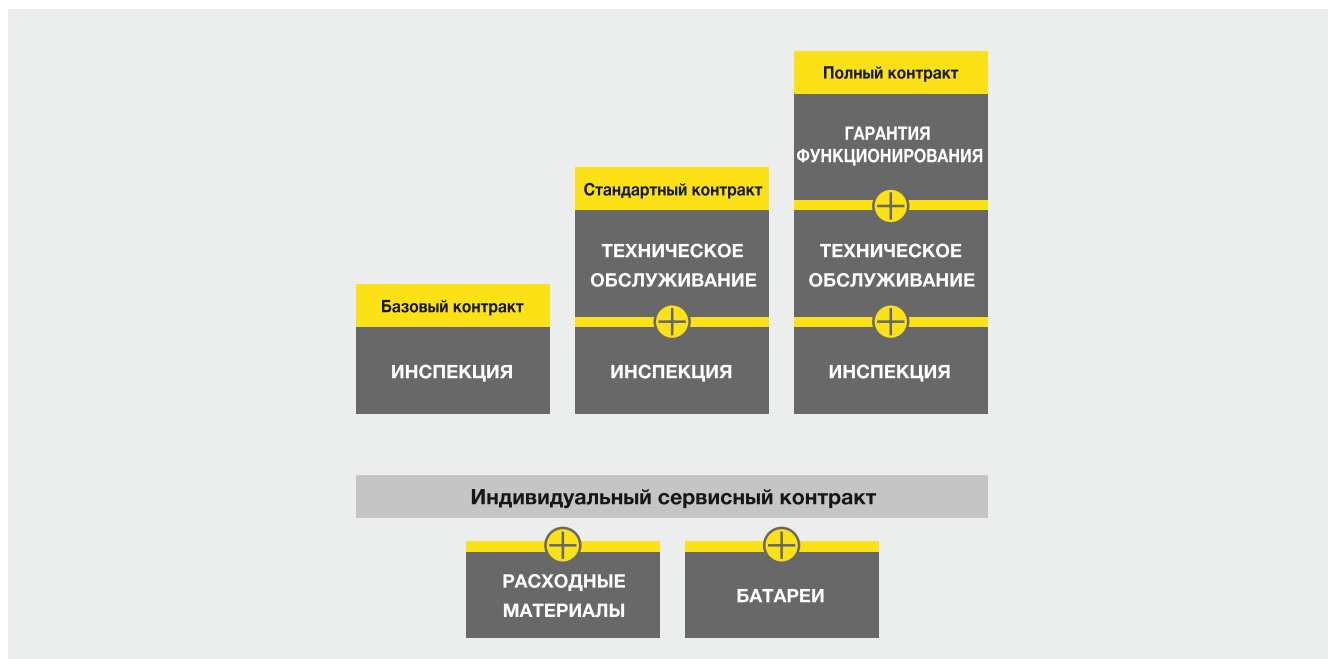 Базовый контракт
ИНСПЕКЦИЯ
Стандартный контракт
ТЕХНИЧЕСКОЕ
ОБСЛУЖИВАНИЕ
ИНСПЕКЦИЯ
Полный контракт
ГАРАНТИЯ
ФУНКЦИОНИРОВАНИЯ
ТЕХНИЧЕСКОЕ
ОБСЛУЖИВАНИЕ
ИНСПЕКЦИЯ
Индивидуальный сервисный контракт
РАСХОДНЫЕ
МАТЕРИАЛЫ
БАТАРЕИ